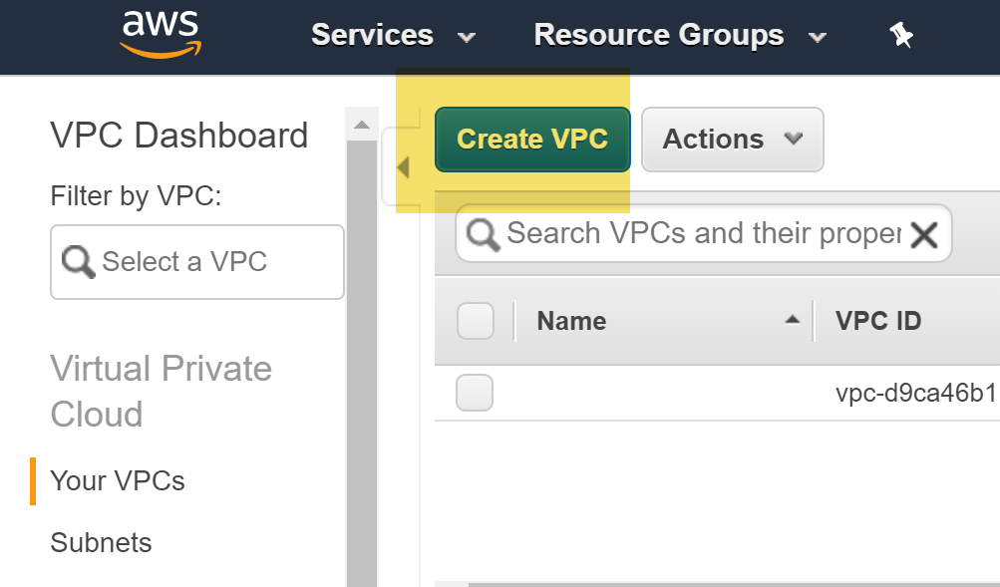 aws
Services
Resource Groups
VPC Dashboard
Filter by VPC:
Select a VPC
Virtual Private
Cloud
Your VPCs
Subnets
Create VPC
Actions
Search VPCs and their proper
Name
VPC ID
vpc-d9ca46b1